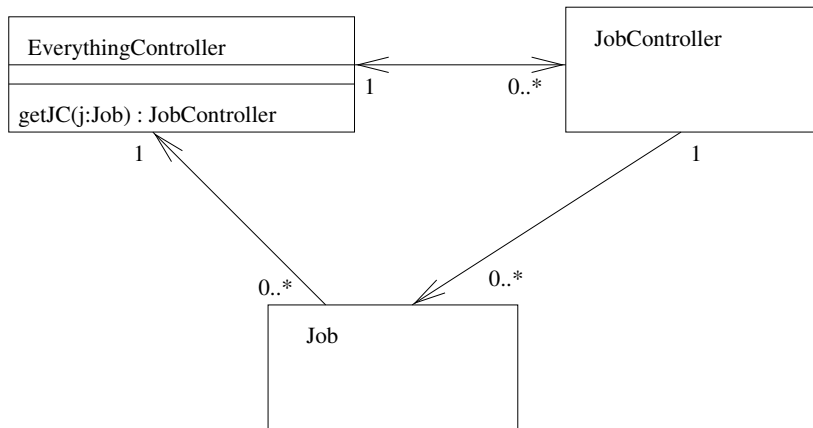 EverythingController
getJC(j:Job) : JobController
JobController
1
0..*
1
1
0..*
0..*
Job